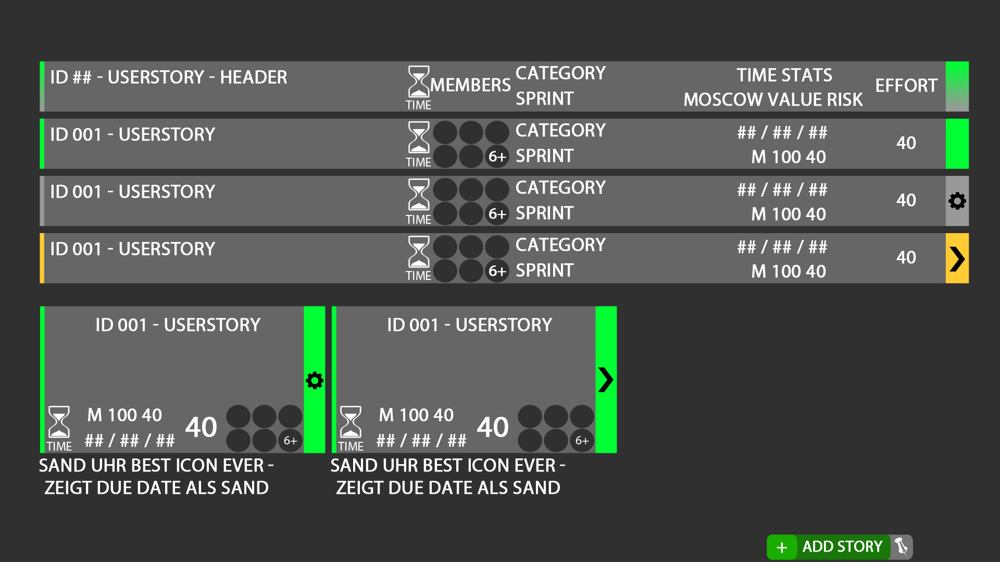 ID ## - USERSTORY - HEADER
TIME
MEMBERS
CATEGORY
SPRINT
TIME STATS
MOSCOW VALUE RISK
EFFORT
ID 001 - USERSTORY
TIME
6+
CATEGORY
SPRINT
## / ## / ##
M 100 40
40
ID 001 - USERSTORY
TIME
6+
CATEGORY
SPRINT
## / ## / ##
M 100 40
40
ID 001 - USERSTORY
TIME
6+
CATEGORY
SPRINT
## / ## / ##
M 100 40
40
ID 001 - USERSTORY
TIME
M 100 40
## / ## / ##
40
6+
SAND UHR BEST ICON EVER -
ZEIGT DUE DATE ALS SAND
ID 001 - USERSTORY
TIME
M 100 40
## / ## / ##
40
6+
SAND UHR BEST ICON EVER -
ZEIGT DUE DATE ALS SAND
+ ADD STORY